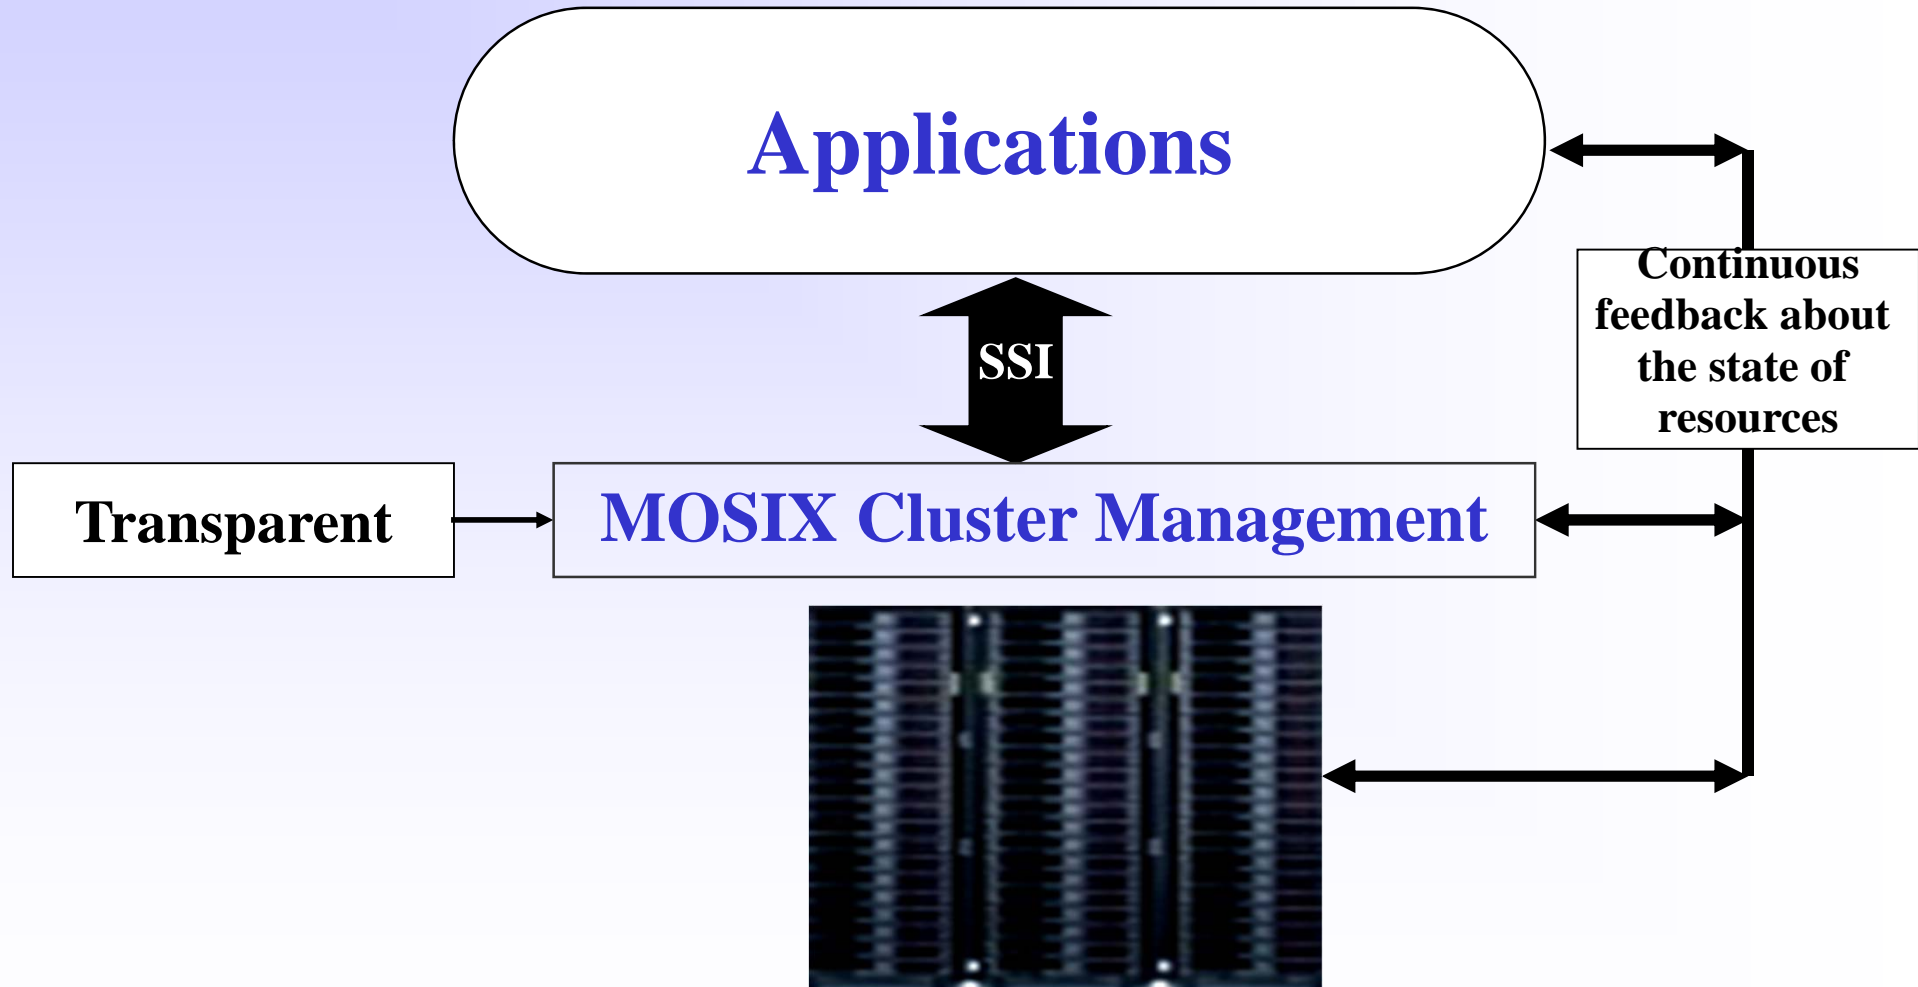 Applications
Continuous
feedback about
the state of
resources
SSI
Transparent
MOSIX Cluster Management